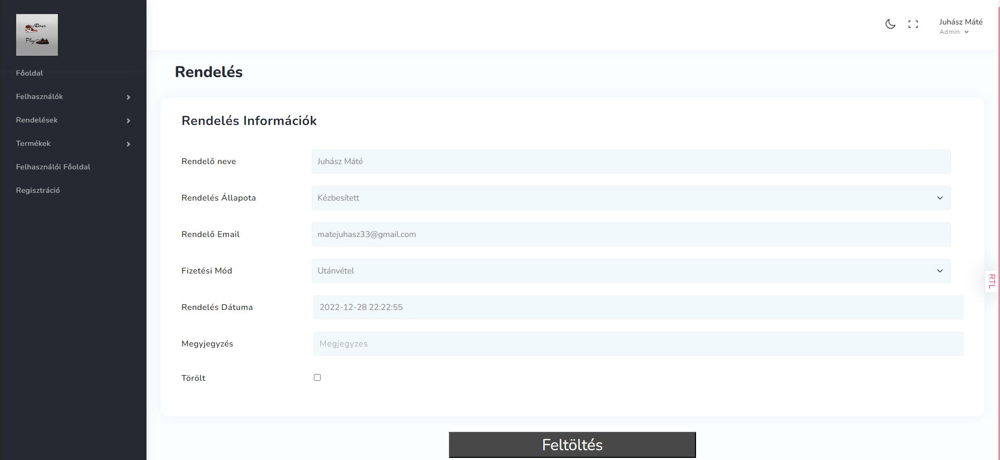 Plug
Főoldal
Felhasználók
Rendelések
Termékek
Felhasználói Főoldal
Regisztráció
Juhász Máté
Admin
Rendelés
Rendelés Információk
Rendelő neve
Juhász Máté
Rendelés Állapota
Kézbesített
Rendelő Email
matejuhasz33@gmail.com
Fizetési Mód
Utánvétel
Rendelés Dátuma
2022-12-28 22:22:55
Megyjegyzés
Megjegyzes
Törölt
RTL
Feltöltés